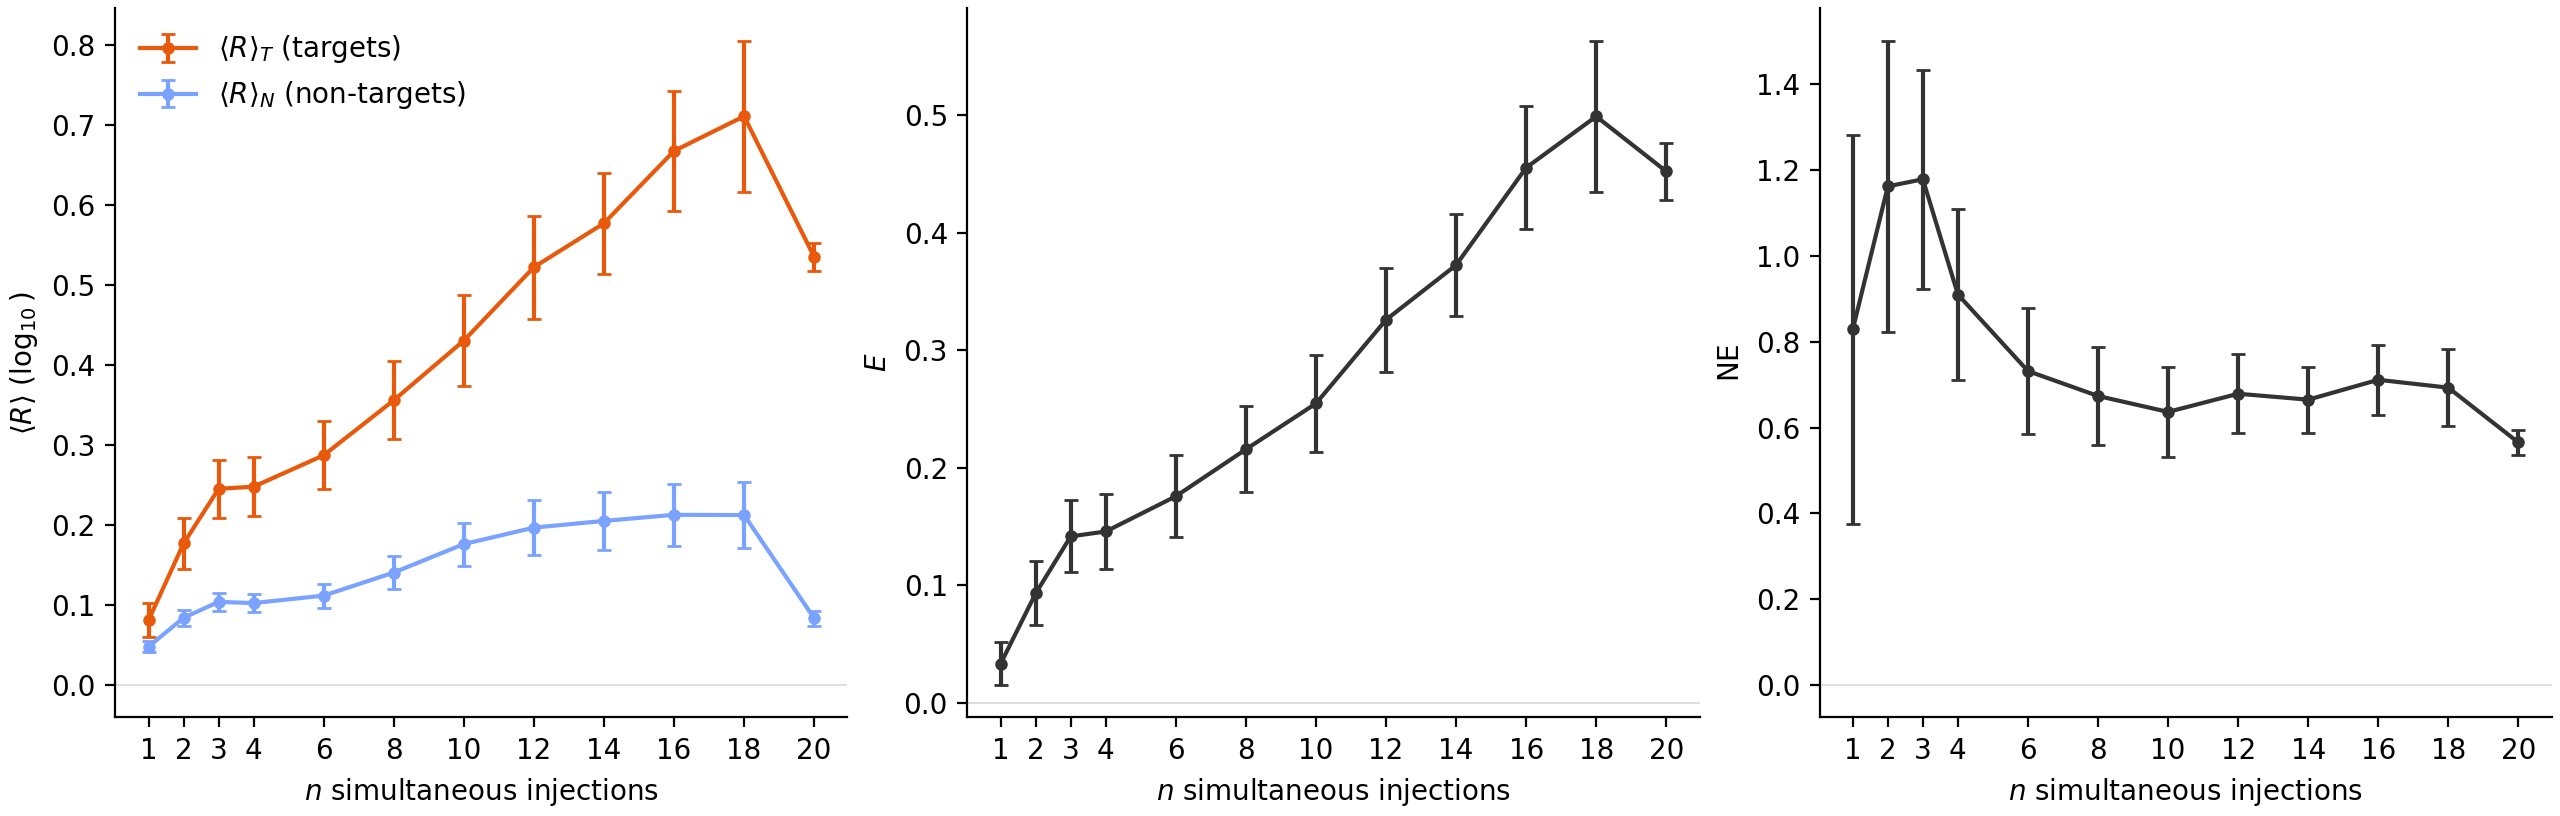 ⟨R⟩_T (targets)
⟨R⟩_N (non-targets)
⟨R⟩ (log₁₀)
0.8
0.7
0.6
0.5
0.4
0.3
0.2
0.1
0.0
1 2 3 4 6 8 10 12 14 16 18 20
n simultaneous injections
E
0.5
0.4
0.3
0.2
0.1
0.0
1 2 3 4 6 8 10 12 14 16 18 20
n simultaneous injections
NE
1.4
1.2
1.0
0.8
0.6
0.4
0.2
0.0
1 2 3 4 6 8 10 12 14 16 18 20
n simultaneous injections